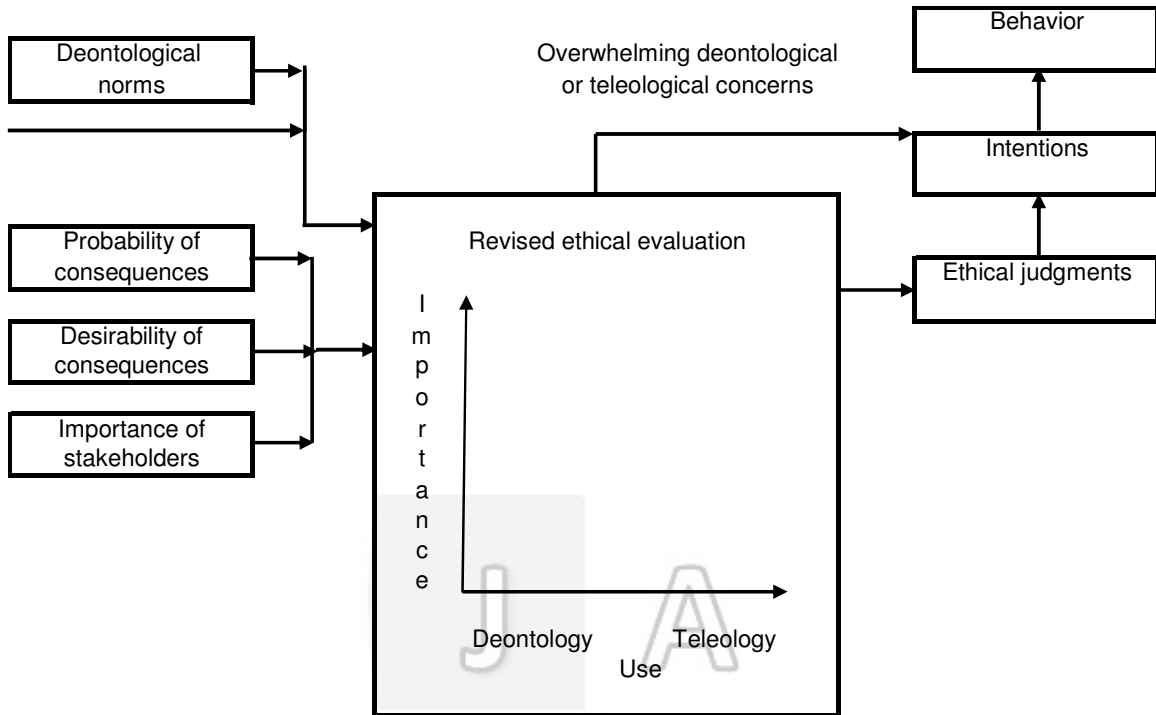 Deontological
norms
Probability of
consequences
Desirability of
consequences
Importance of
stakeholders
Overwhelming deontological
or teleological concerns
Behavior
Intentions
Ethical judgments
Revised ethical evaluation
I
m
p
o
r
t
a
n
c
e
Deontology Teleology
Use
J A